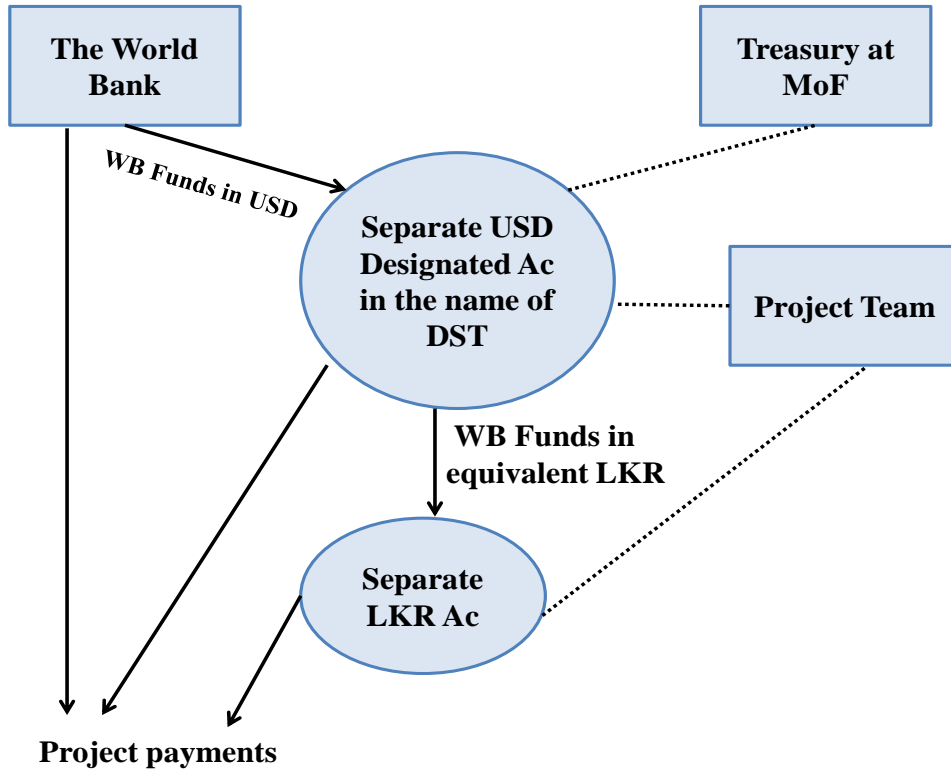 The World
Bank
Treasury at
MoF
WB Funds in USD
Separate USD
Designated Ac
in the name of
DST
Project Team
WB Funds in
equivalent LKR
Separate
LKR Ac
Project payments